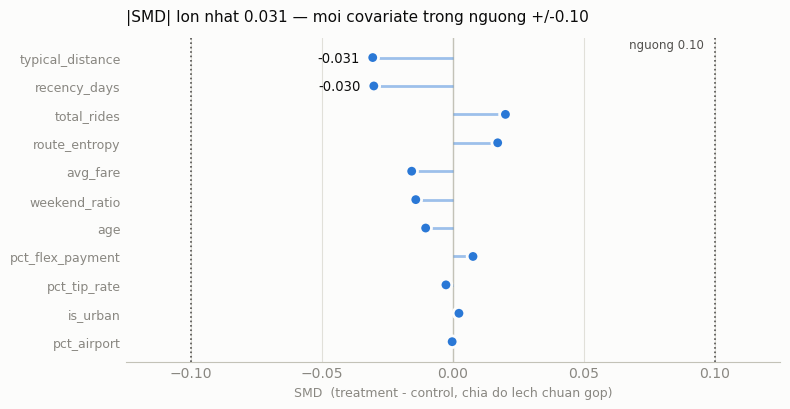 |SMD| lon nhat 0.031 — moi covariate trong nguong +/-0.10
nguong 0.10
typical_distance
-0.031
recency_days
-0.030
total_rides
route_entropy
avg_fare
weekend_ratio
age
pct_flex_payment
pct_tip_rate
is_urban
pct_airport
−0.10 −0.05 0.00 0.05 0.10
SMD (treatment - control, chia do lech chuan gop)